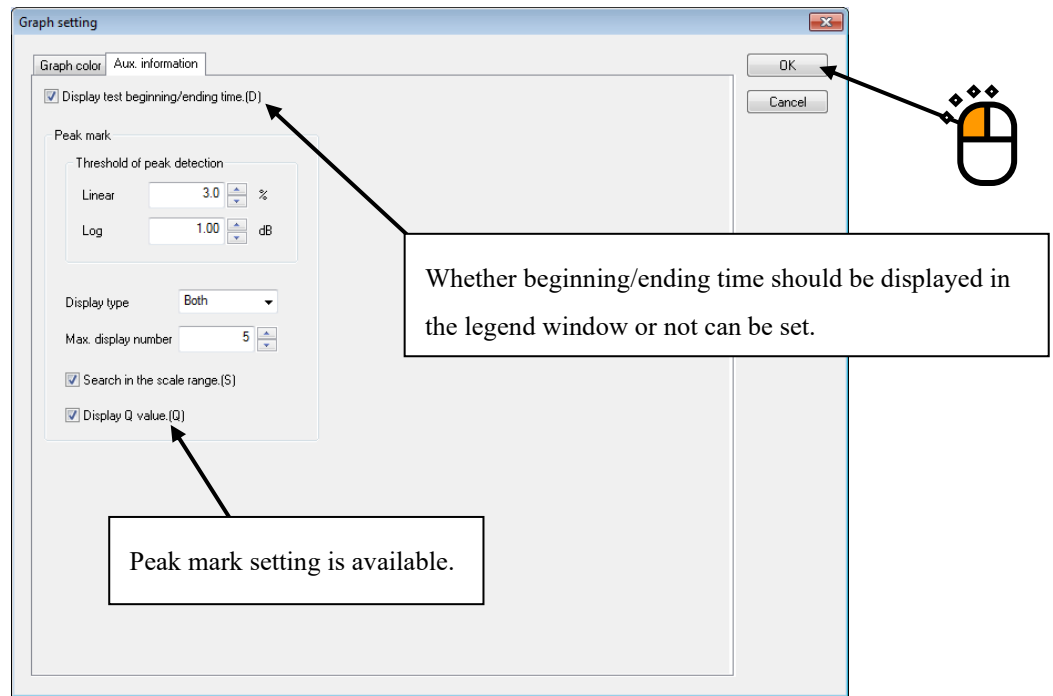 Graph setting
Graph color Aux. information
OK
Display test beginning/ending time.(D)
Cancel
Peak mark
Threshold of peak detection
Linear 3.0 %
Log 1.00 dB
Whether beginning/ending time should be displayed in
the legend window or not can be set.
Display type Both
Max. display number 5
Search in the scale range.(S)
Display Q value.(Q)
Peak mark setting is available.